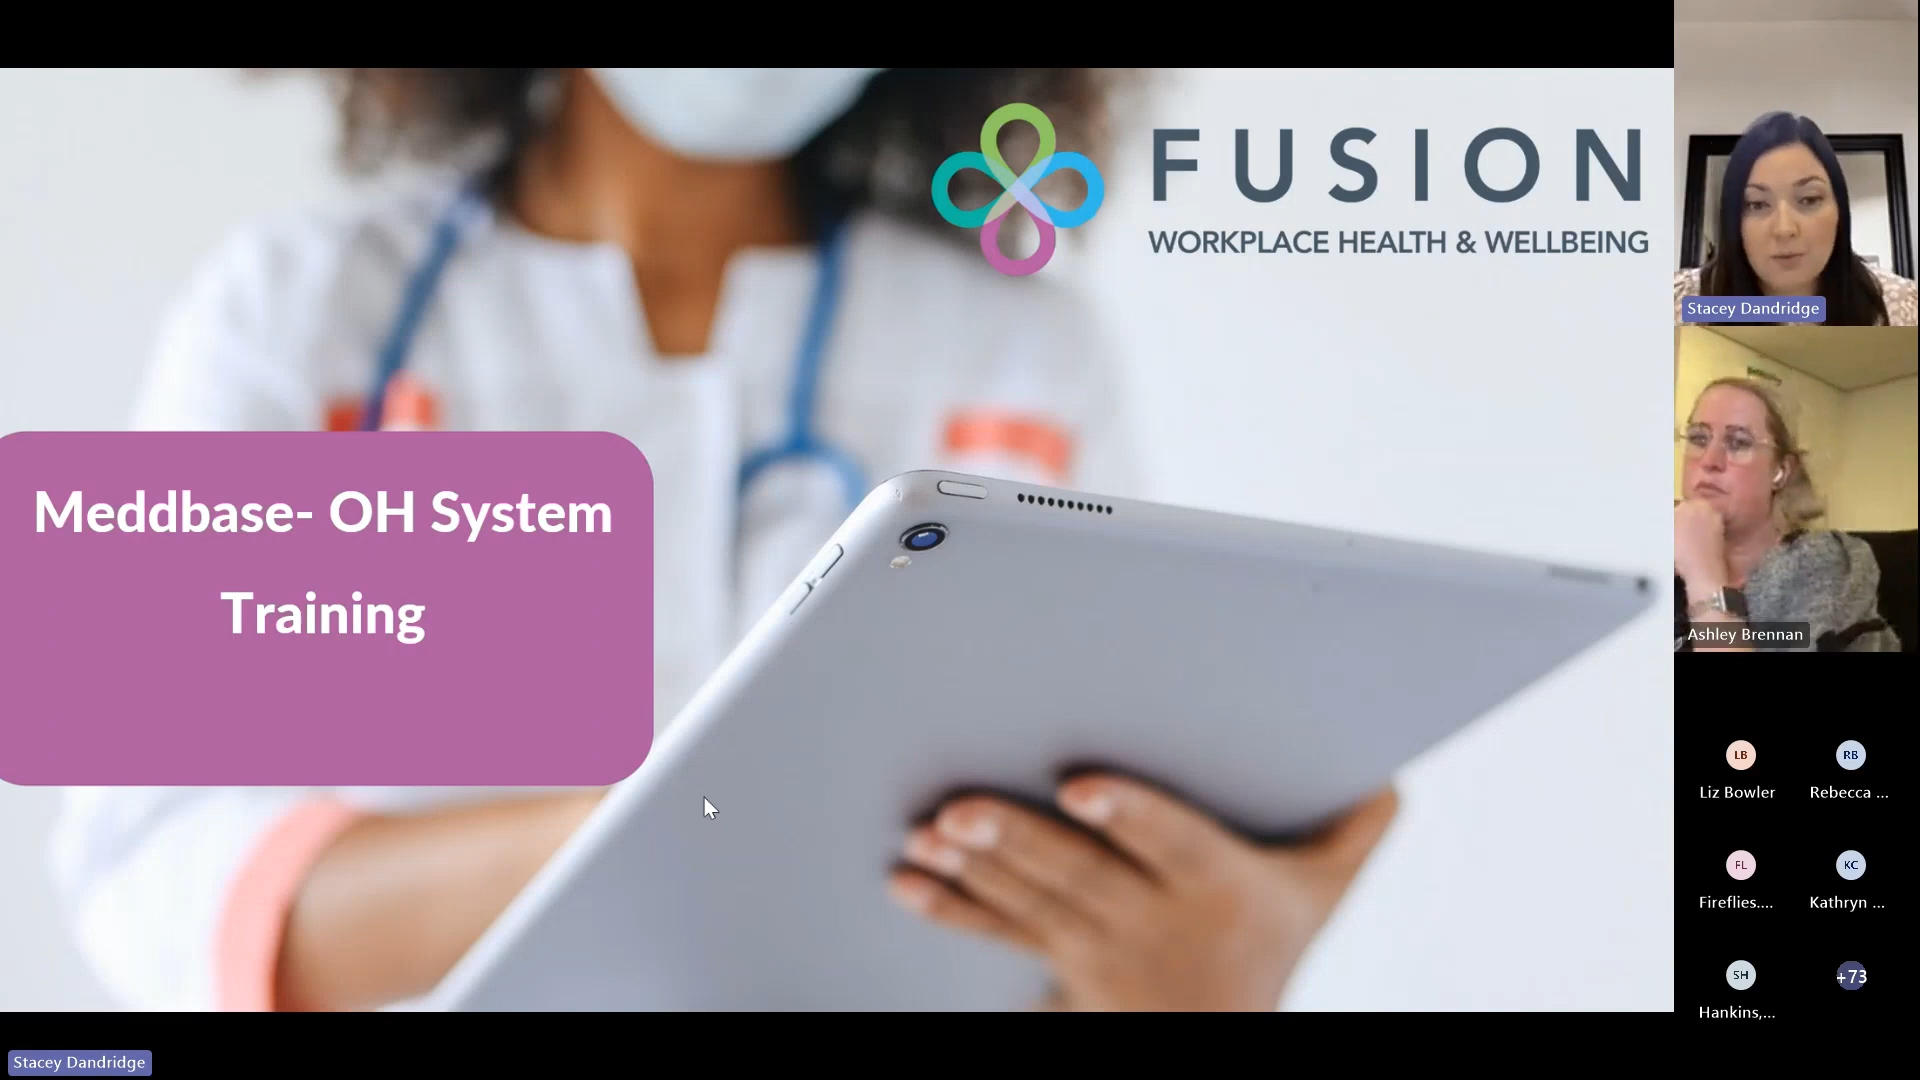 FUSION
WORKPLACE HEALTH & WELLBEING
Meddbase- OH System
Training
Stacey Dandridge
Ashley Brennan
LB
RB
Liz Bowler
Rebecca ...
FL
KC
Fireflies....
Kathryn ...
SH
+73
Hankins,...
Stacey Dandridge